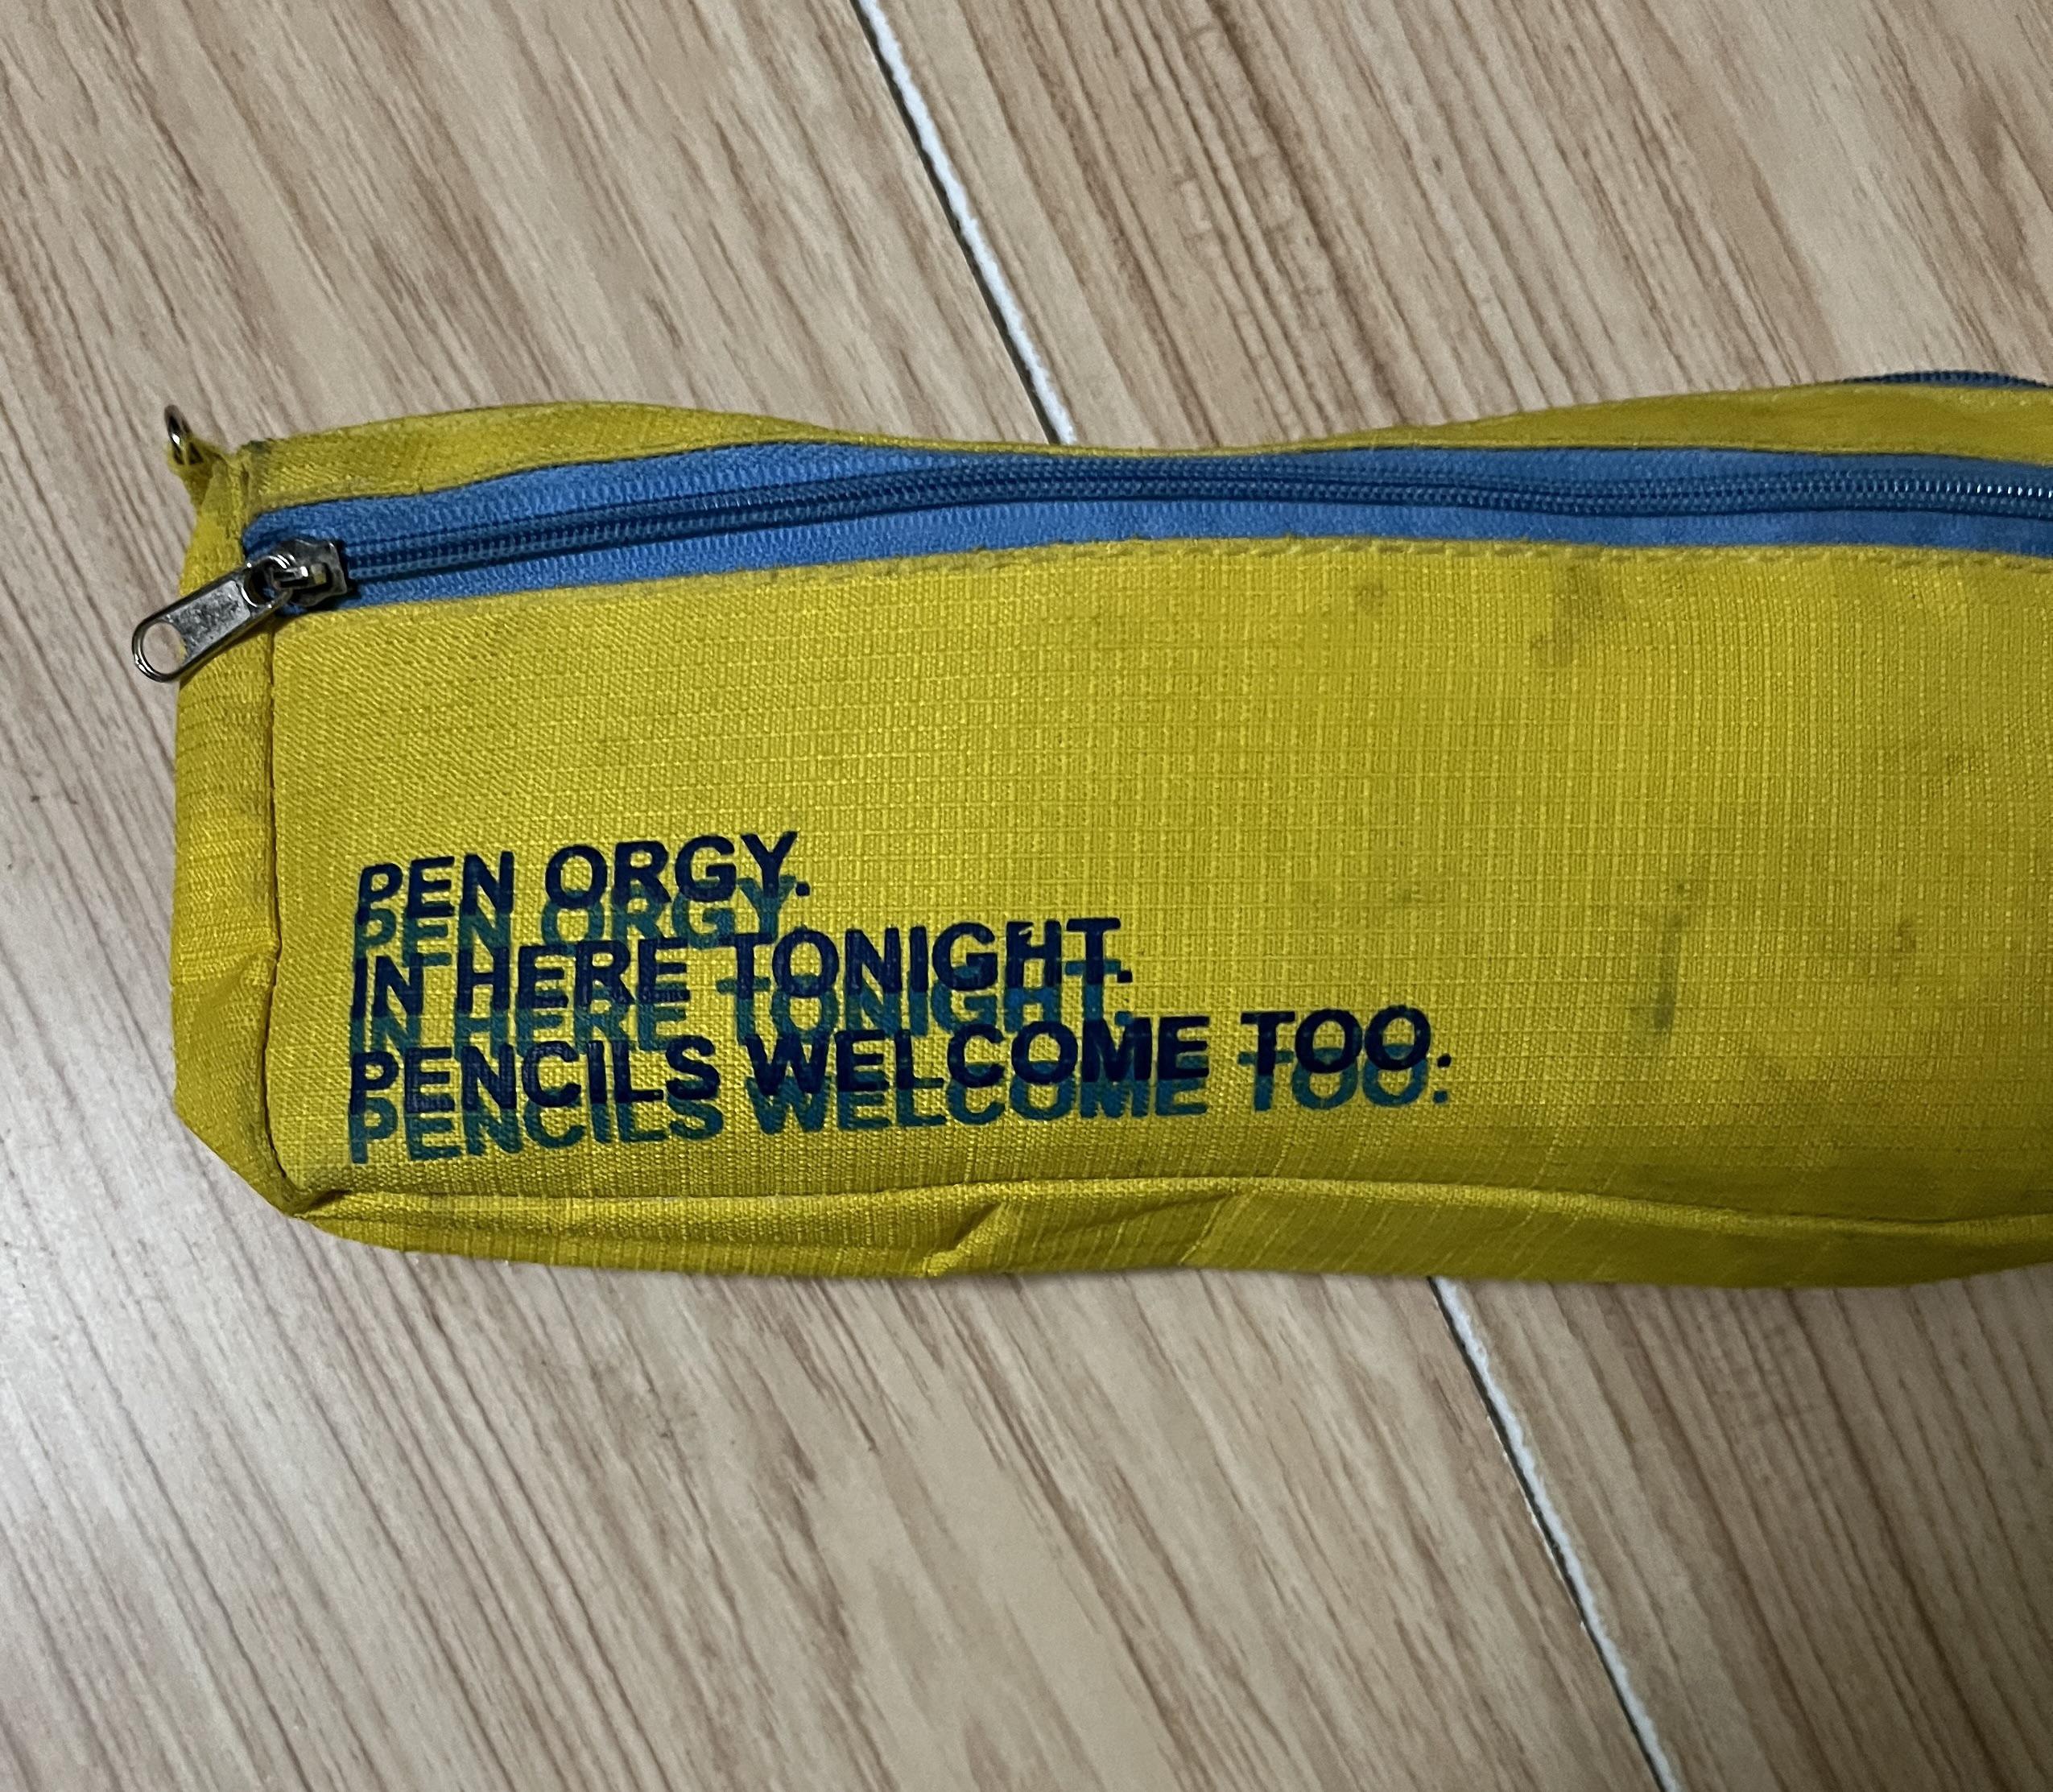 PEN ORGY.
IN HERE TONIGHT.
PENCILS WELCOME TOO.